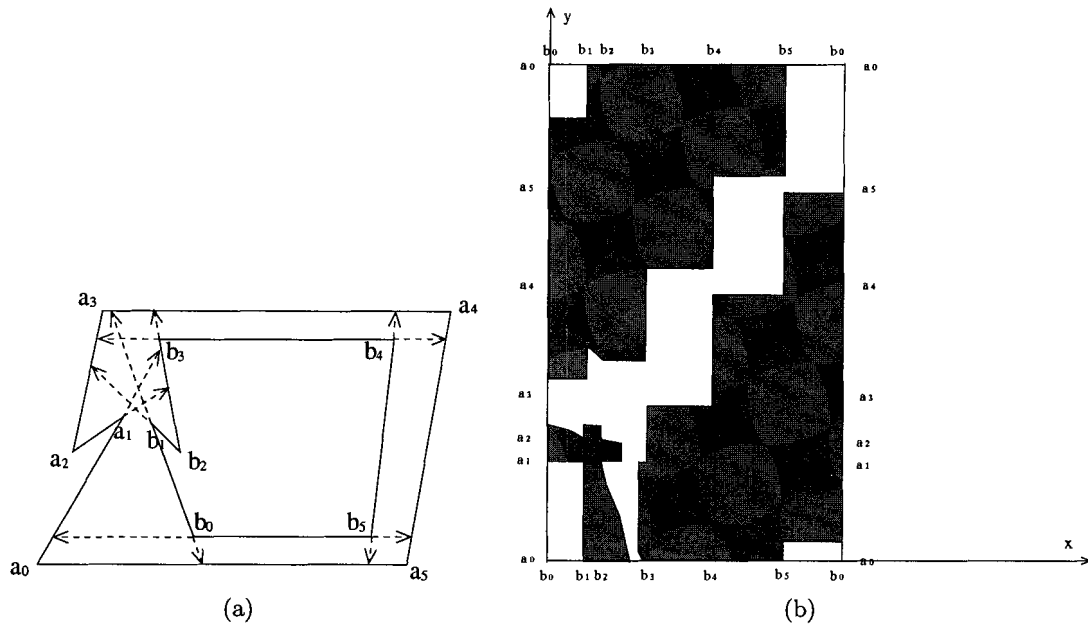 a₃ a₄
b₃ b₄
a₁ b₁
a₂ b₂
b₀ b₅
a₀ a₅
(a)
y
b₀ b₁ b₂ b₃ b₄ b₅ b₀
a₀ a₀
a₅ a₅
a₄ a₄
a₃ a₃
a₂ a₂
a₁ a₁
x
a₀ a₀
b₀ b₁ b₂ b₃ b₄ b₅ b₀
(b)